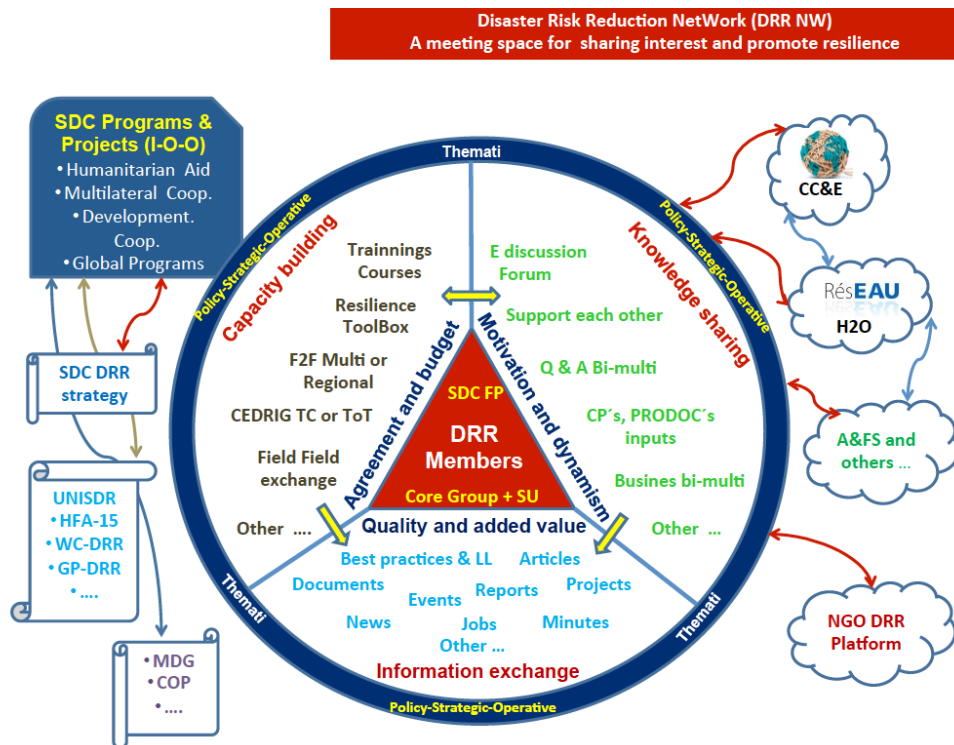 Disaster Risk Reduction NetWork (DRR NW)
A meeting space for sharing interest and promote resilience
SDC Programs &
Projects (I-O-O)
• Humanitarian Aid
• Multilateral Coop.
• Development.
Coop.
• Global Programs
SDC DRR
strategy
UNISDR
• HFA-15
• WC-DRR
• GP-DRR
• ....
• MDG
• COP
• ....
Themati
Policy-Strategic-Operative
Capacity building
Trannings
Courses
Resilience
ToolBox
F2F Multi or
Regional
CEDRIG TC or ToT
Field Field
exchange
Other ....
Agreement and budget
Policy-Strategic-Operative
Knowledge sharing
E discussion
Forum
Support each other
Q & A Bi-multi
CP´s, PRODOC´s
inputs
Busines bi-multi
Other ...
Motivation and dynamism
SDC FP
DRR
Members
Core Group + SU
Quality and added value
Best practices & LL
Articles
Documents
Events
Reports
Projects
News
Jobs
Minutes
Other ...
Information exchange
Themati
Themati
Policy-Strategic-Operative
CC&E
RésEAU
H2O
A&FS and
others ...
NGO DRR
Platform